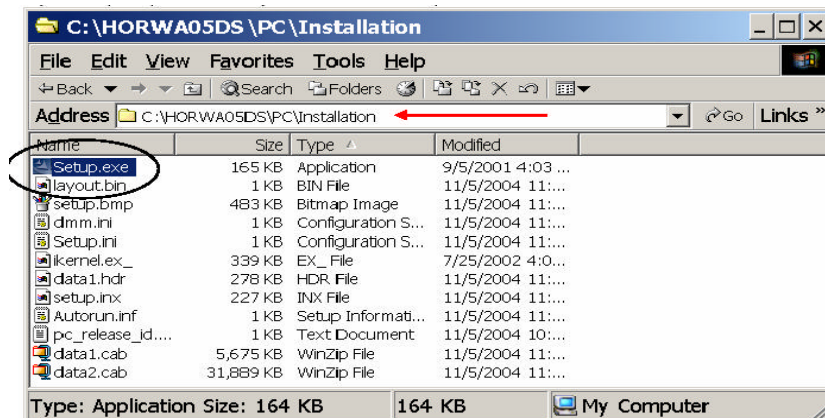 C:\HORWA05DS\PC\Installation
File Edit View Favorites Tools Help
Back Search Folders
Address C:\HORWA05DS\PC\Installation Go Links »
Name Size Type Modified
Setup.exe 165 KB Application 9/5/2001 4:03 ...
layout.bin 1 KB BIN File 11/5/2004 11:...
setup.bmp 483 KB Bitmap Image 11/5/2004 11:...
dmm.ini 1 KB Configuration S... 11/5/2004 11:...
Setup.ini 1 KB Configuration S... 11/5/2004 11:...
ikernel.ex_ 339 KB EX_ File 7/25/2002 4:0...
data1.hdr 278 KB HDR File 11/5/2004 11:...
setup.inx 227 KB INX File 11/5/2004 11:...
Autorun.inf 1 KB Setup Informati... 11/5/2004 11:...
pc_release_id.... 1 KB Text Document 11/5/2004 10:...
data1.cab 5,675 KB WinZip File 11/5/2004 11:...
data2.cab 31,889 KB WinZip File 11/5/2004 11:...
Type: Application Size: 164 KB 164 KB My Computer